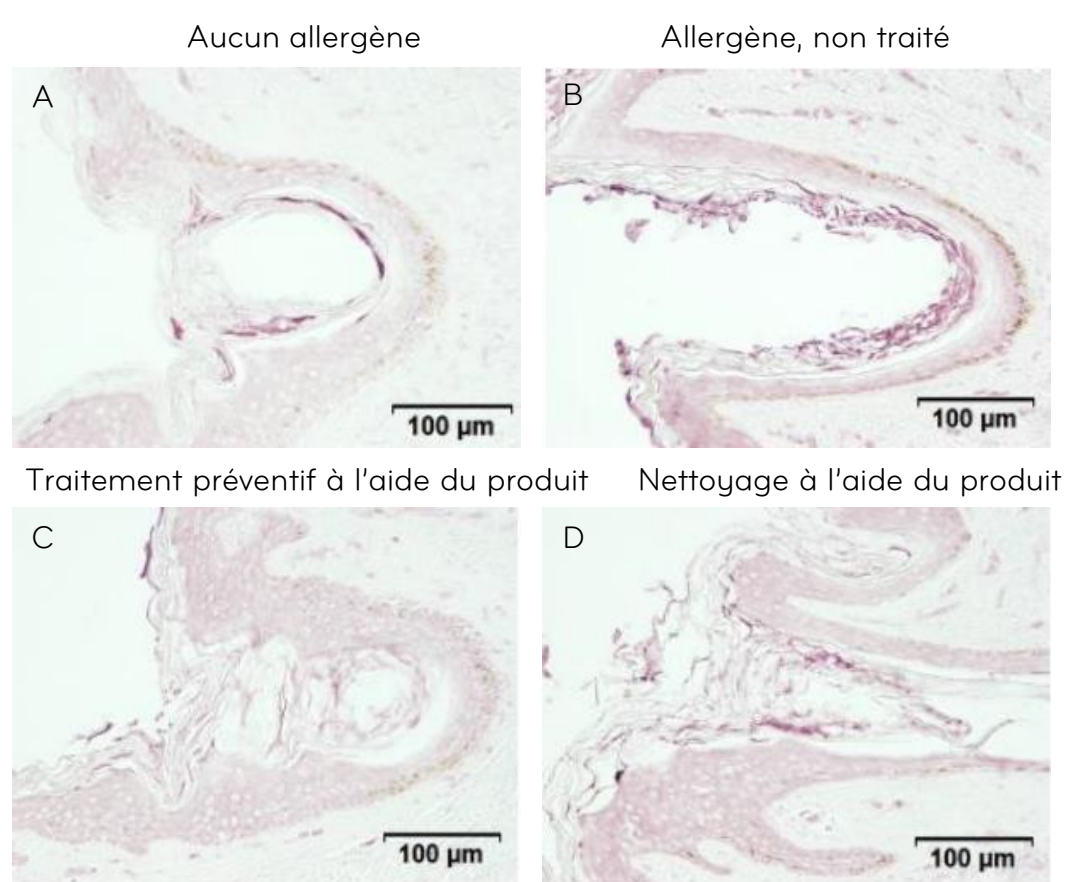 Aucun allergène
Allergène, non traité
A
B
100 µm
100 µm
Traitement préventif à l'aide du produit
Nettoyage à l'aide du produit
C
D
100 µm
100 µm